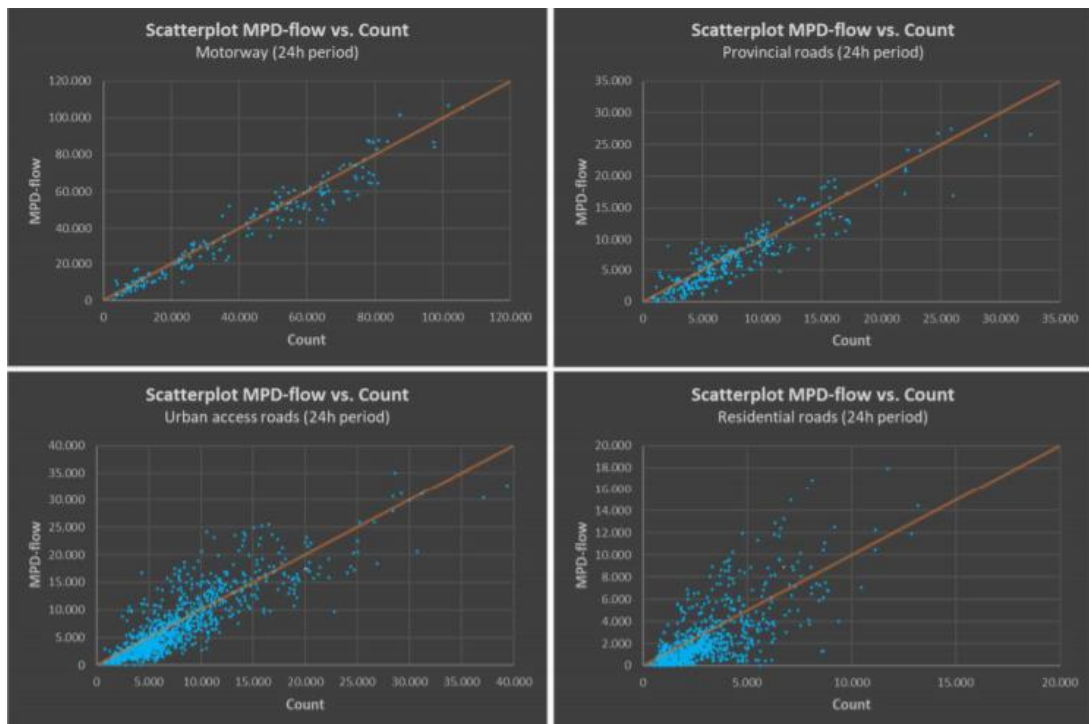 Scatterplot MPD-flow vs. Count
Motorway (24h period)
120.000
100.000
80.000
60.000
40.000
20.000
0
MPD-flow
0 20.000 40.000 60.000 80.000 100.000 120.000
Count
Scatterplot MPD-flow vs. Count
Provincial roads (24h period)
35.000
30.000
25.000
20.000
15.000
10.000
5.000
0
MPD-flow
0 5.000 10.000 15.000 20.000 25.000 30.000 35.000
Count
Scatterplot MPD-flow vs. Count
Urban access roads (24h period)
40.000
35.000
30.000
25.000
20.000
15.000
10.000
5.000
0
MPD-flow
0 5.000 10.000 15.000 20.000 25.000 30.000 35.000 40.000
Count
Scatterplot MPD-flow vs. Count
Residential roads (24h period)
20.000
18.000
16.000
14.000
12.000
10.000
8.000
6.000
4.000
2.000
0
MPD-flow
0 5.000 10.000 15.000 20.000
Count